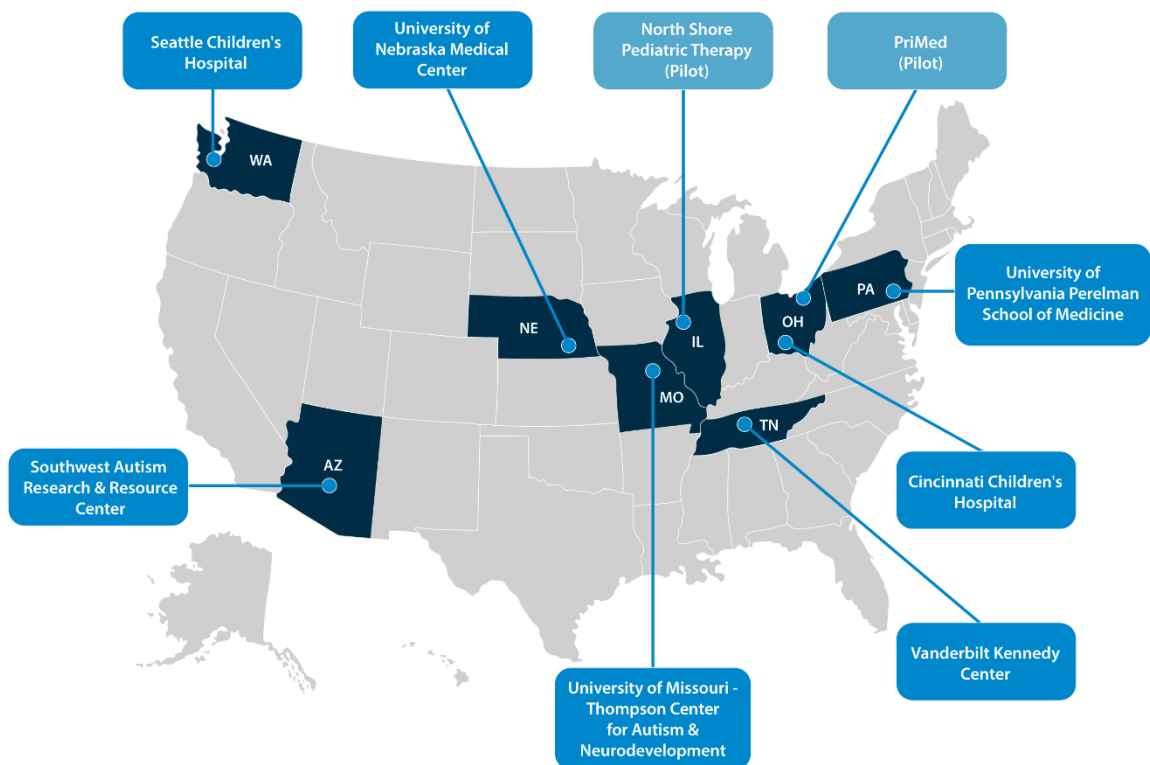 Seattle Children's
Hospital
University of
Nebraska Medical
Center
North Shore
Pediatric Therapy
(Pilot)
PriMed
(Pilot)
WA
NE
IL
OH
PA
University of
Pennsylvania Perelman
School of Medicine
MO
TN
AZ
Southwest Autism
Research & Resource
Center
Cincinnati Children's
Hospital
Vanderbilt Kennedy
Center
University of Missouri -
Thompson Center
for Autism &
Neurodevelopment